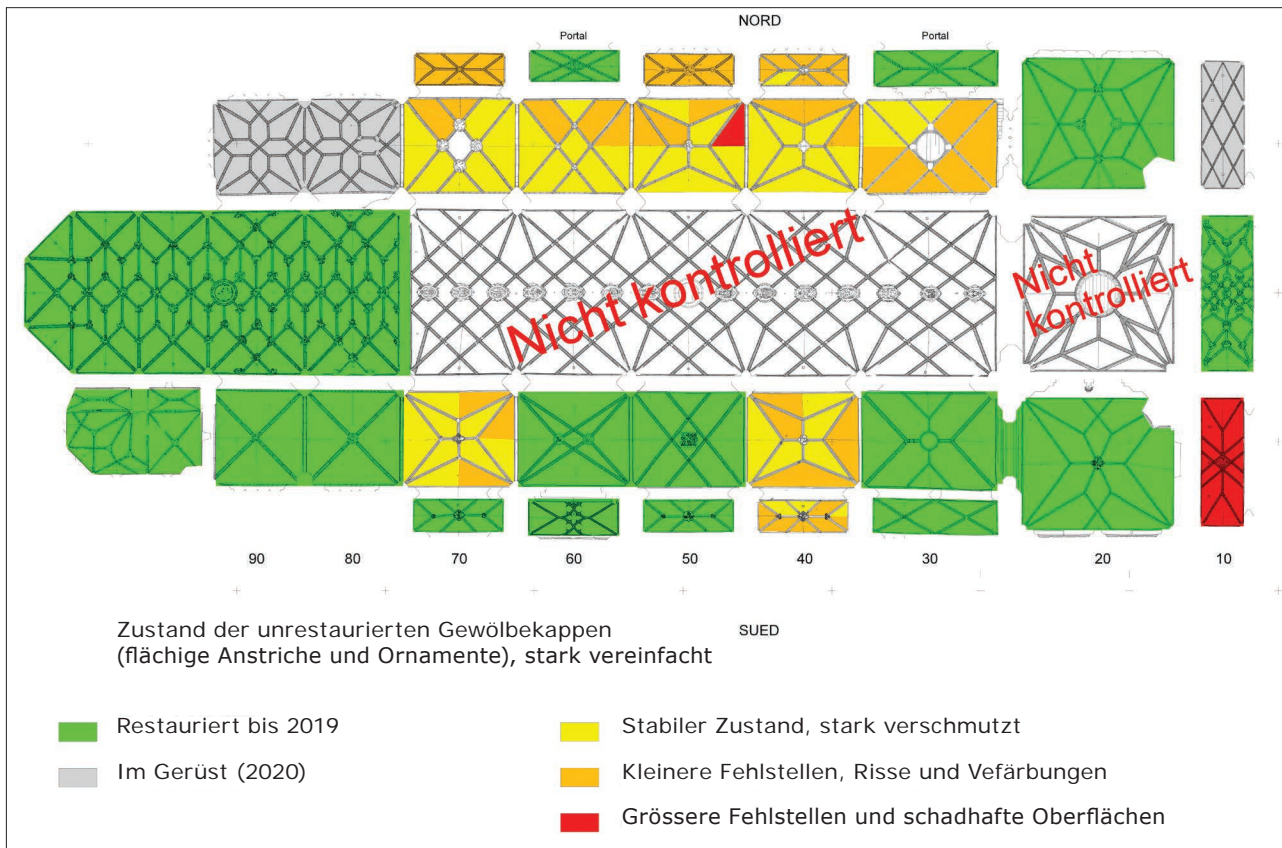 NORD
Portal
Portal
Nicht kontrolliert
Nicht
kontrolliert
90
80
70
60
50
40
30
20
10
Zustand der unrestaurierten Gewölbekappen
(flächige Anstriche und Ornamente), stark vereinfacht
SUED
Restauriert bis 2019
Im Gerüst (2020)
Stabiler Zustand, stark verschmutzt
Kleinere Fehlstellen, Risse und Vefärbungen
Grössere Fehlstellen und schadhafte Oberflächen